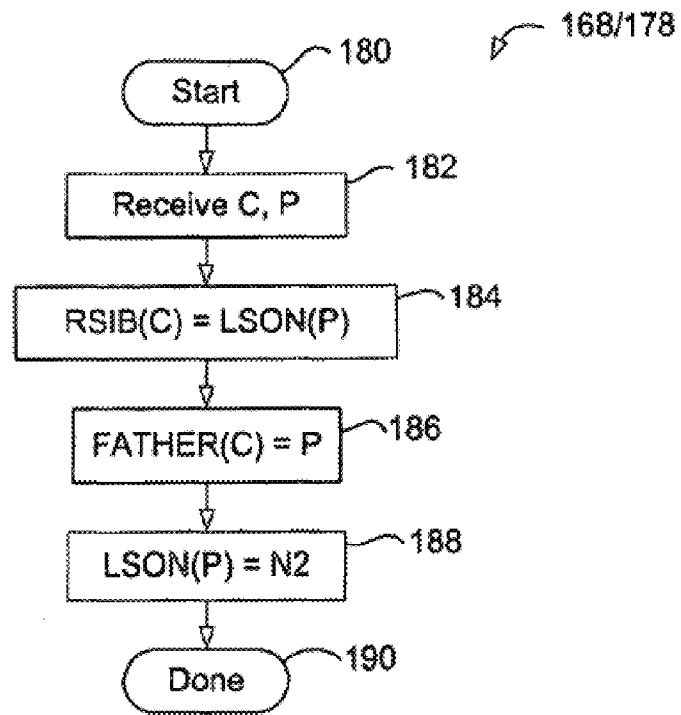 168/178
180
Start
182
Receive C, P
184
RSIB(C) = LSON(P)
186
FATHER(C) = P
188
LSON(P) = N2
190
Done